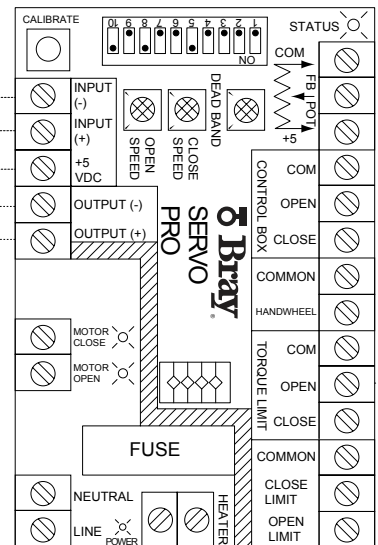 CALIBRATE
10 9 8 7 6 5 4 3 2 1
NO
STATUS
COM
FB POT
+5
INPUT
(-)
INPUT
(+)
+5
VDC
OUTPUT (-)
OUTPUT (+)
OPEN
SPEED
CLOSE
SPEED
DEAD BAND
Bray
®
SERVO
PRO
CONTROL BOX
COM
OPEN
CLOSE
COMMON
HANDWHEEL
TORQUE LIMIT
COM
OPEN
CLOSE
COMMON
CLOSE
LIMIT
OPEN
LIMIT
MOTOR
CLOSE
MOTOR
OPEN
FUSE
NEUTRAL
LINE
POWER
HEATER